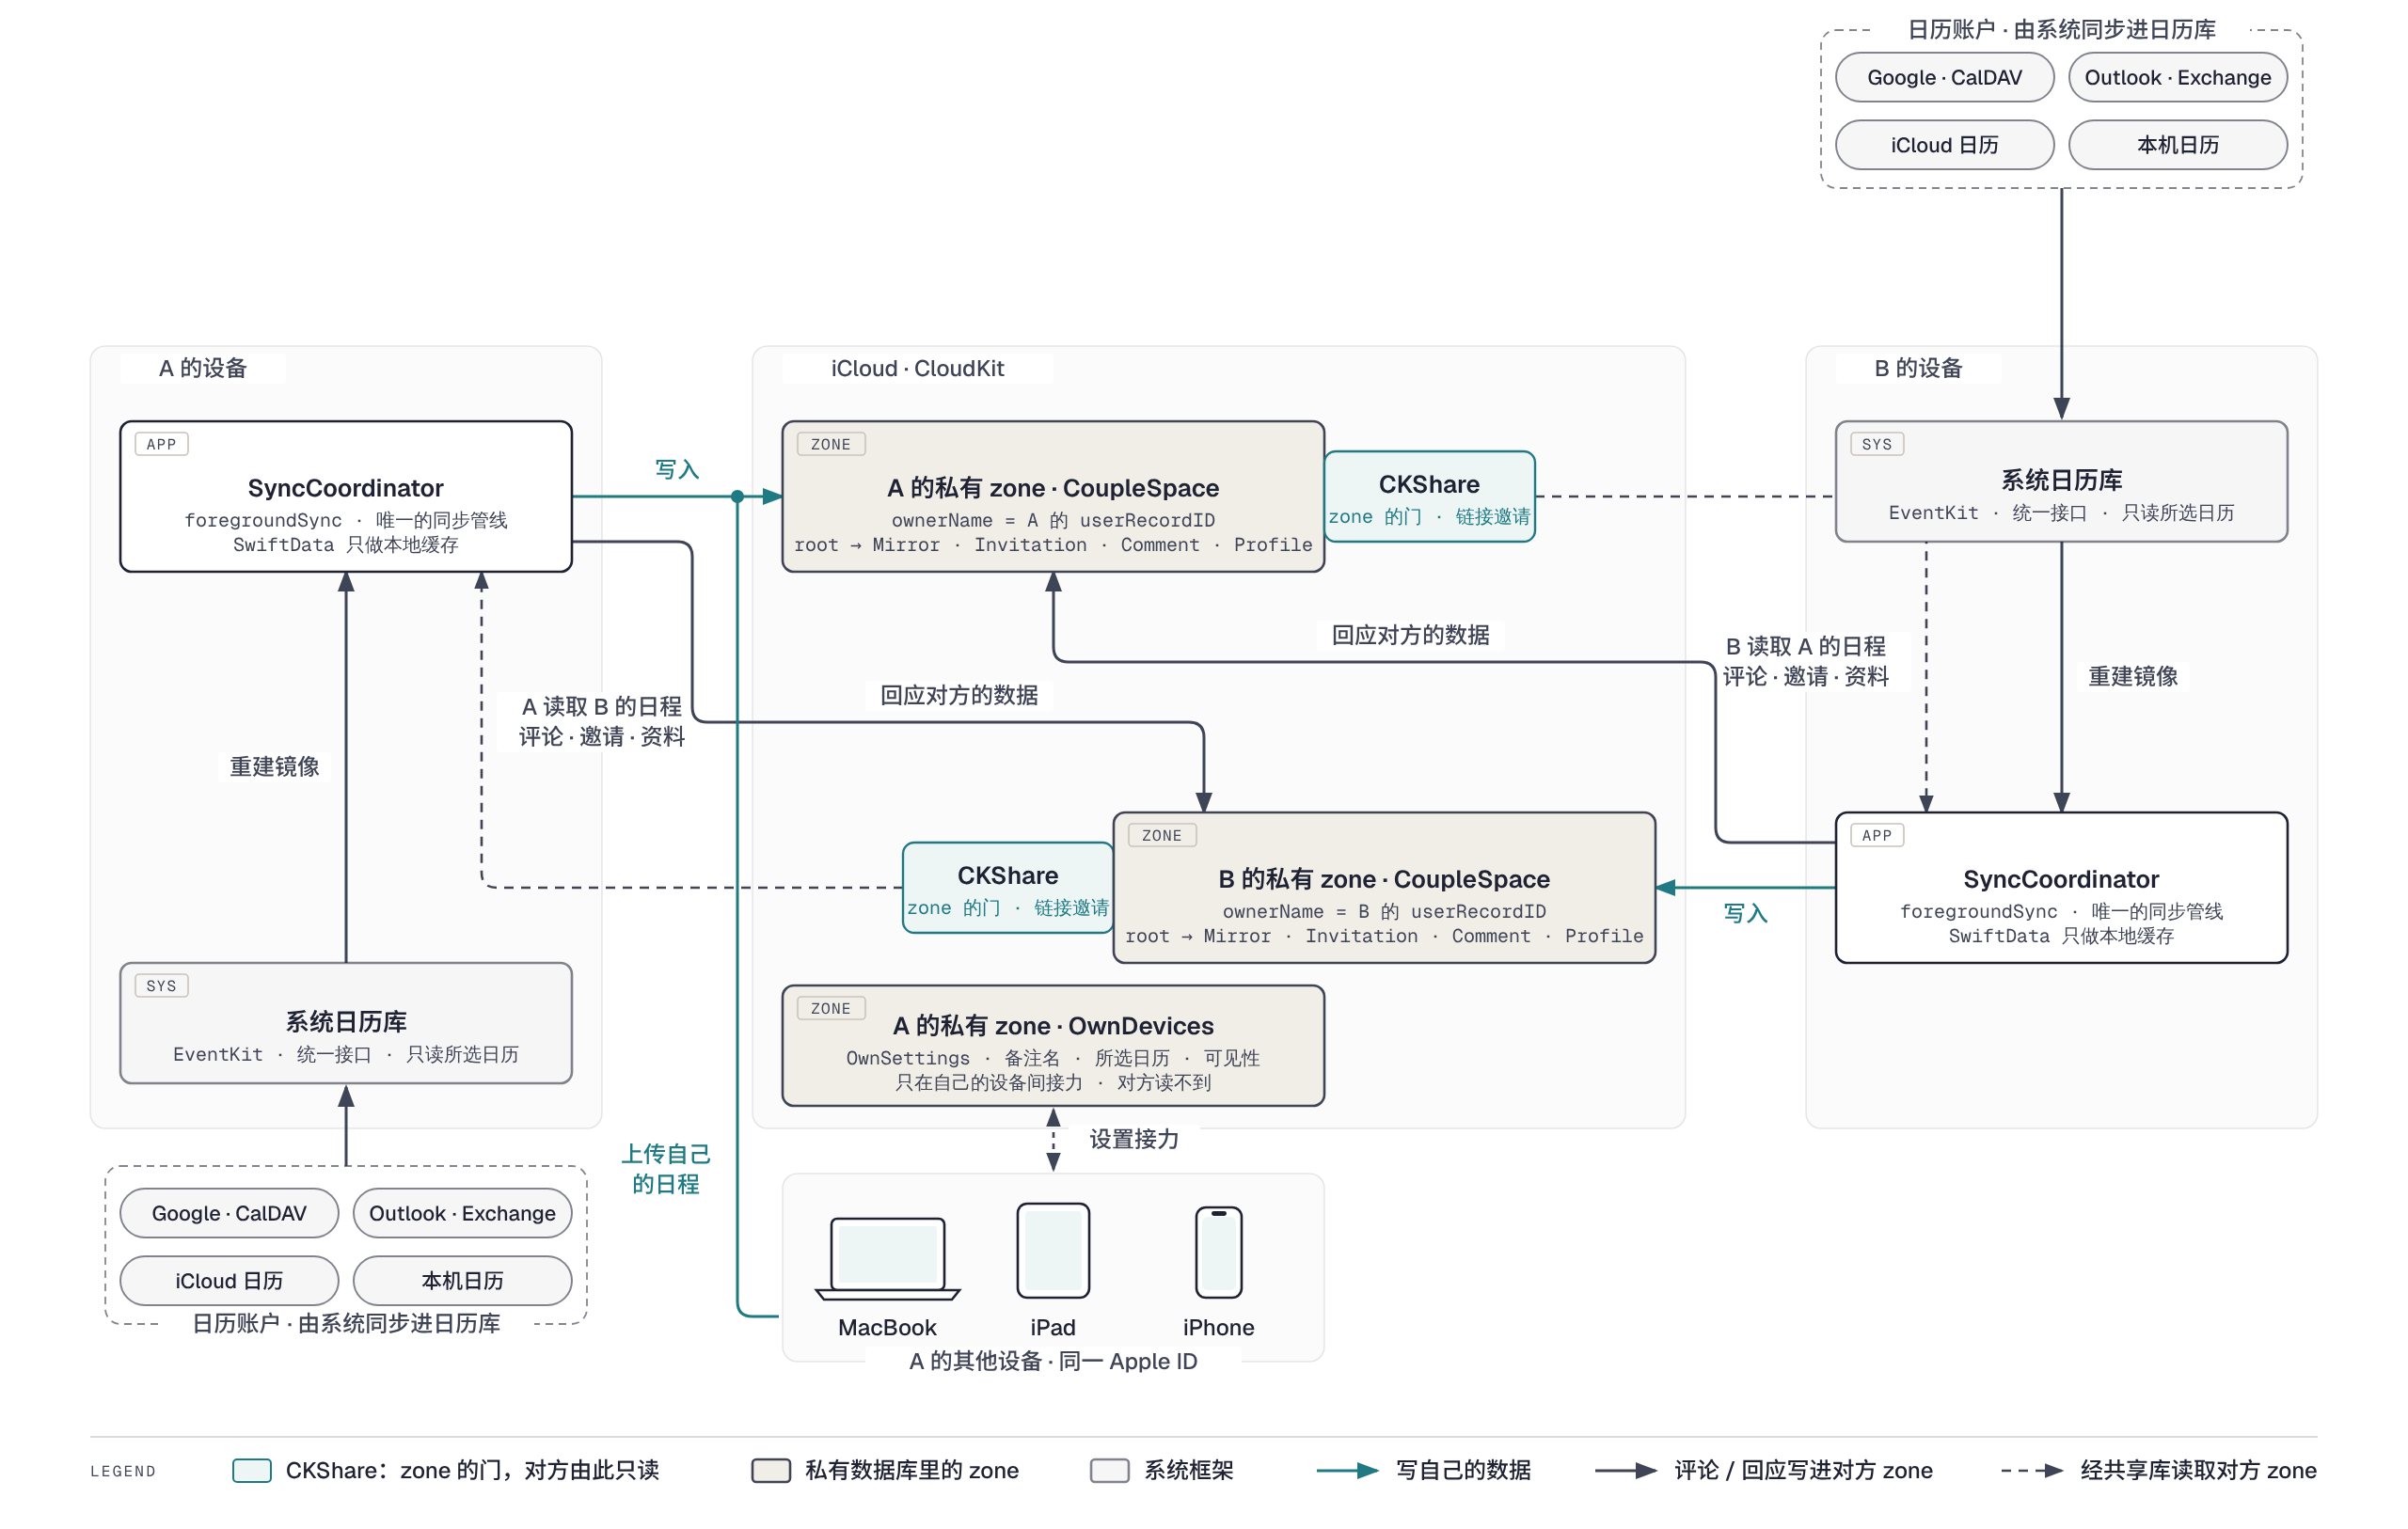 日历账户 · 由系统同步进日历库
Google · CalDAV
Outlook · Exchange
iCloud 日历
本机日历
A 的设备
APP
SyncCoordinator
foregroundSync · 唯一的同步管线
SwiftData 只做本地缓存
写入
iCloud · CloudKit
ZONE
A 的私有 zone · CoupleSpace
ownerName = A 的 userRecordID
root → Mirror · Invitation · Comment · Profile
CKShare
zone 的门 · 链接邀请
B 的设备
SYS
系统日历库
EventKit · 统一接口 · 只读所选日历
回应对方的数据
B 读取 A 的日程
评论 · 邀请 · 资料
重建镜像
回应对方的数据
A 读取 B 的日程
评论 · 邀请 · 资料
重建镜像
CKShare
zone 的门 · 链接邀请
ZONE
B 的私有 zone · CoupleSpace
ownerName = B 的 userRecordID
root → Mirror · Invitation · Comment · Profile
写入
APP
SyncCoordinator
foregroundSync · 唯一的同步管线
SwiftData 只做本地缓存
SYS
系统日历库
EventKit · 统一接口 · 只读所选日历
ZONE
A 的私有 zone · OwnDevices
OwnSettings · 备注名 · 所选日历 · 可见性
只在自己的设备间接力 · 对方读不到
设置接力
上传自己
的日程
Google · CalDAV
Outlook · Exchange
iCloud 日历
本机日历
日历账户 · 由系统同步进日历库
MacBook
iPad
iPhone
A 的其他设备 · 同一 Apple ID
LEGEND
CKShare：zone 的门，对方由此只读
私有数据库里的 zone
系统框架
写自己的数据
评论 / 回应写进对方 zone
经共享库读取对方 zone